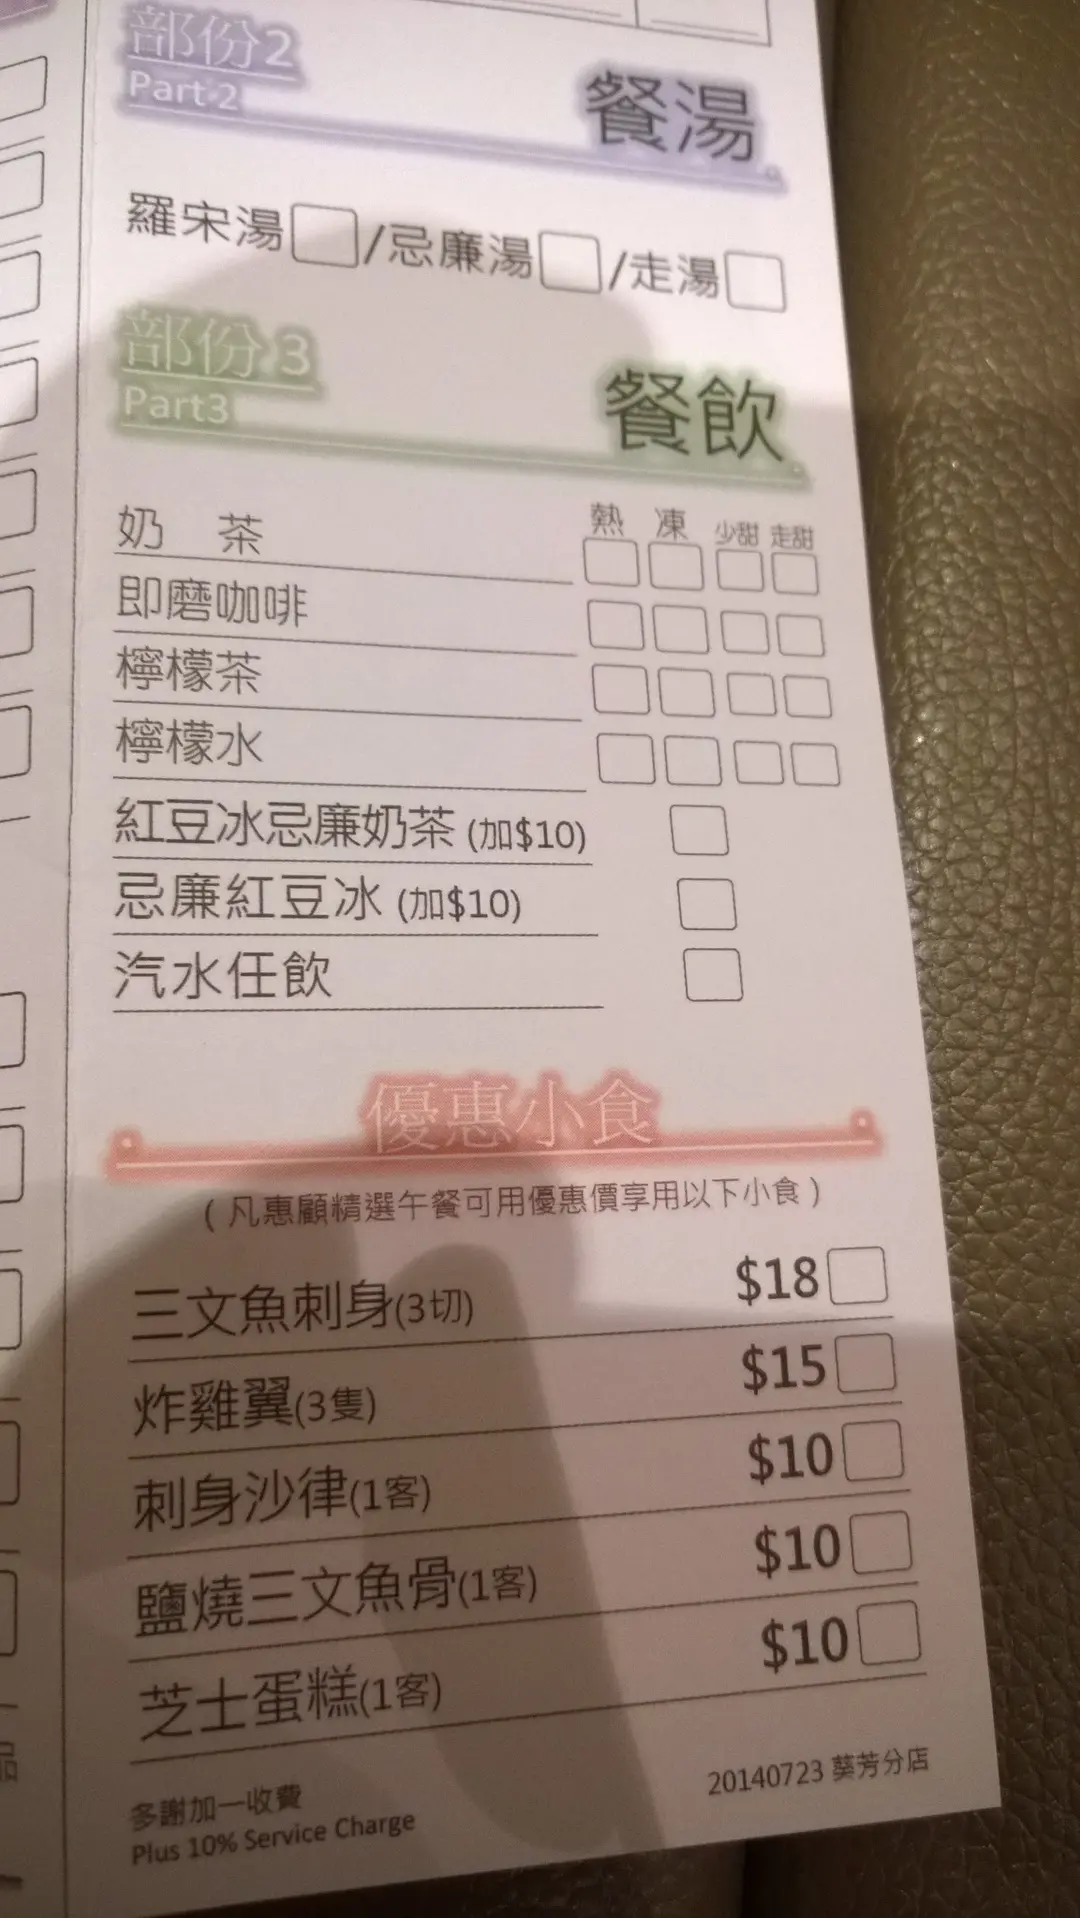 部份2
Part 2
餐湯
羅宋湯 /忌廉湯 /走湯
部份 3
Part3
餐飲
熱 凍 少甜 走甜
奶 茶
即磨咖啡
檸檬茶
檸檬水
紅豆冰忌廉奶茶 (加$10)
忌廉紅豆冰 (加$10)
汽水任飲
優惠小食
( 凡惠顧精選午餐可用優惠價享用以下小食 )
三文魚刺身(3切) $18
炸雞翼(3隻) $15
刺身沙律(1客) $10
鹽燒三文魚骨(1客) $10
芝士蛋糕(1客) $10
多謝加一收費
Plus 10% Service Charge
20140723 葵芳分店
品